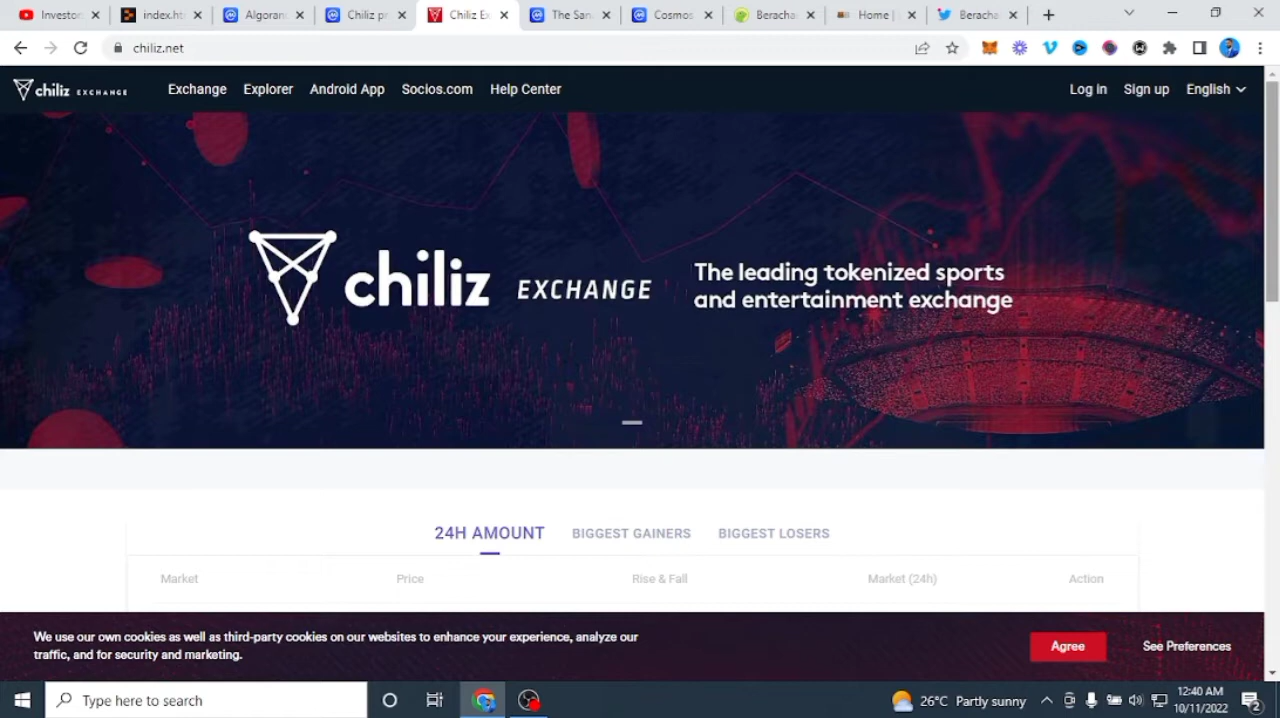 Investor
index.ht
Algoran
Chiliz p
Chiliz Ex
The San
Cosmos
Beracha
Home |
Beracha
chiliz.net
chiliz EXCHANGE
Exchange
Explorer
Android App
Socios.com
Help Center
Log In
Sign up
English
chiliz EXCHANGE
The leading tokenized sports
and entertainment exchange
24H AMOUNT
BIGGEST GAINERS
BIGGEST LOSERS
Market
Price
Rise & Fall
Market (24h)
Action
We use our own cookies as well as third-party cookies on our websites to enhance your experience, analyze our
traffic, and for security and marketing.
Agree
See Preferences
Type here to search
26°C Partly sunny
12:40 AM
10/11/2022
2